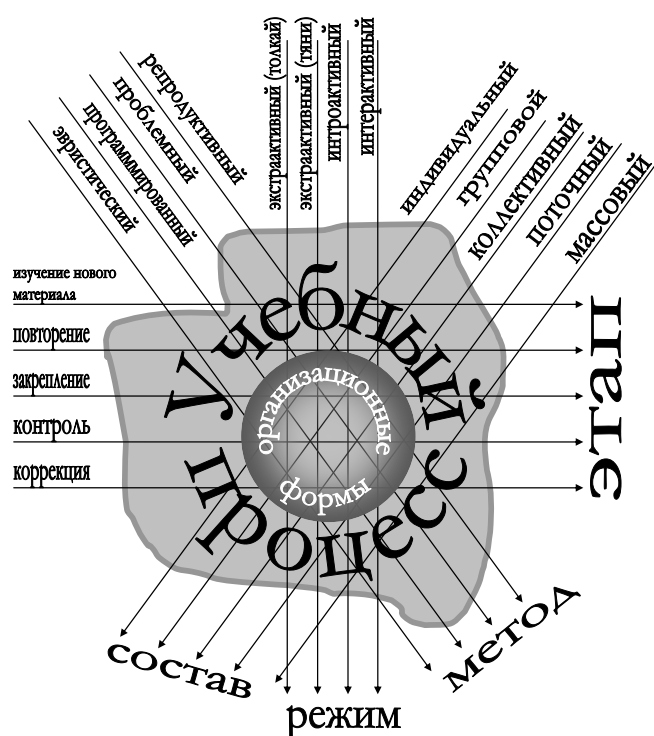 репродуктивный
проблемный
программмированный
эвристический
экстраактивный (толкай)
экстраактивный (тяни)
интроактивный
интерактивный
индивидуальный
групповой
коллективный
поточный
массовый
изучение нового
материала
повторение
закрепление
контроль
коррекция
этап
Учебный
процесс
организационные
формы
состав
режим
метод